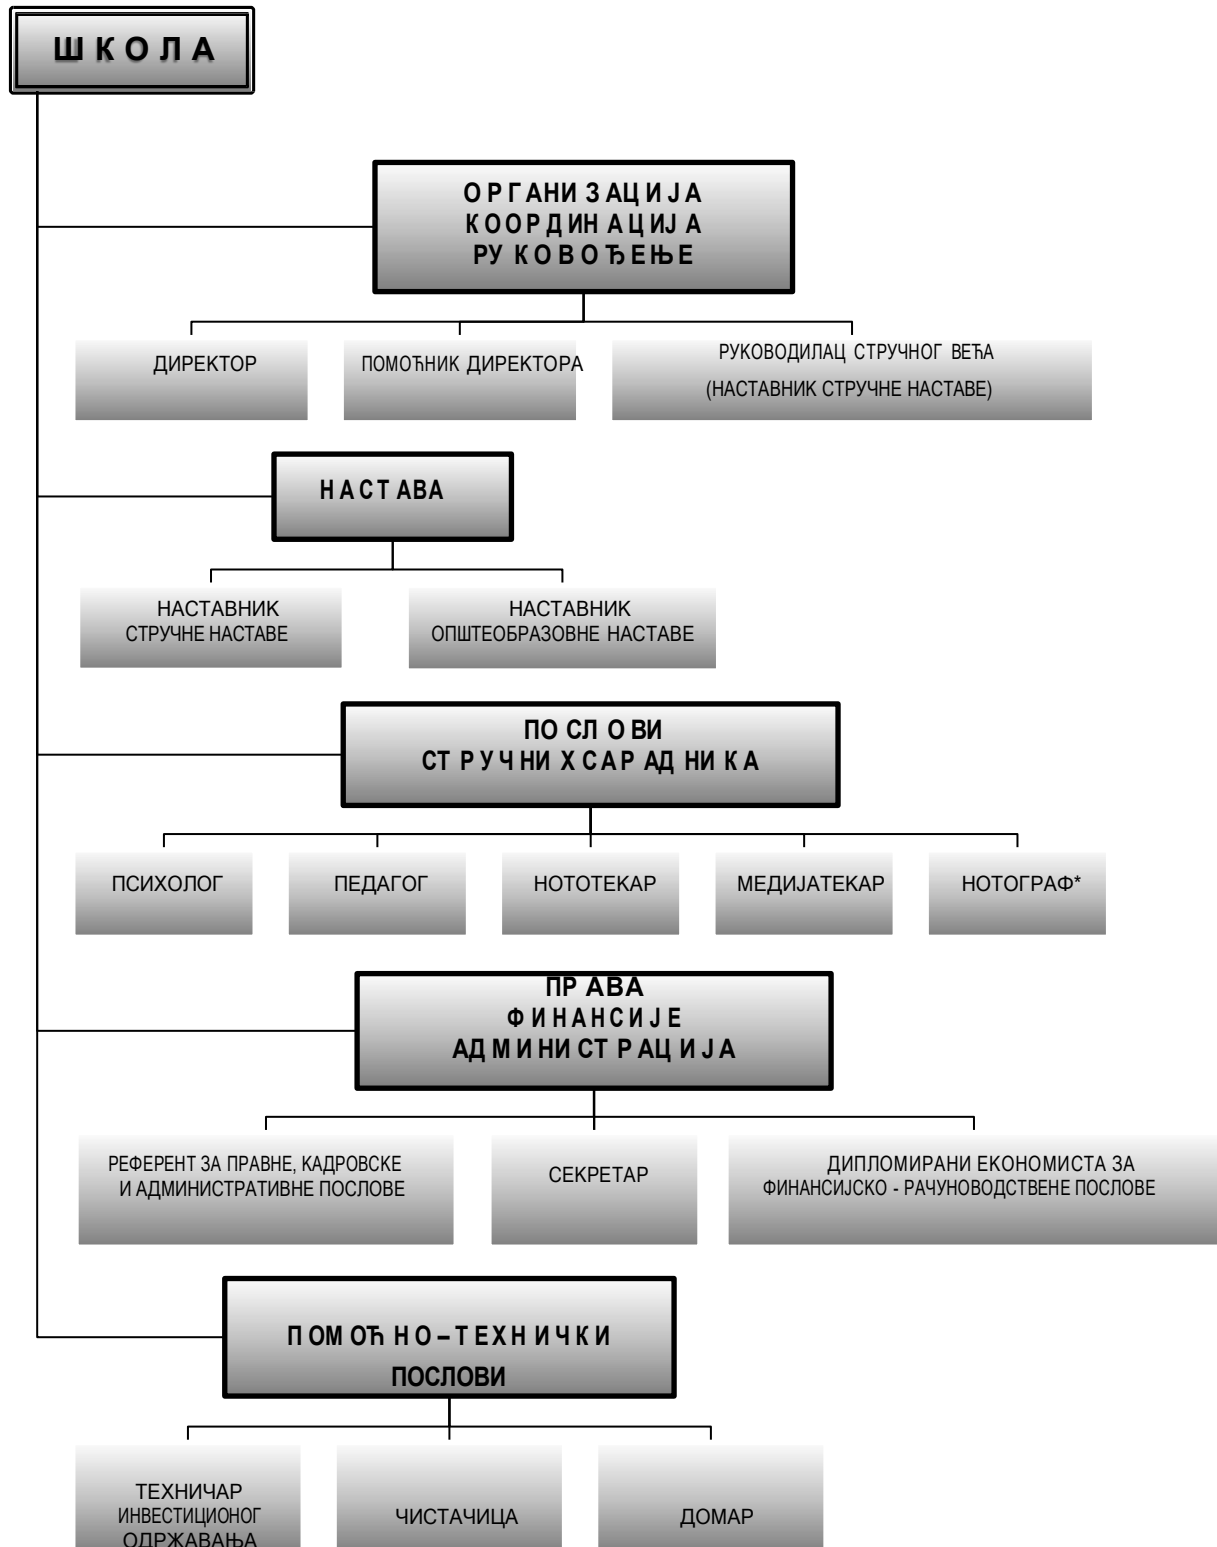 ШКОЛА
ОРГАНИЗАЦИЈА
КООРДИНАЦИЈА
РУКОВОЂЕЊЕ
ДИРЕКТОР
ПОМОЋНИК ДИРЕКТОРА
РУКОВОДИЛАЦ СТРУЧНОГ ВЕЋА
(НАСТАВНИК СТРУЧНЕ НАСТАВЕ)
НАСТАВА
НАСТАВНИК
СТРУЧНЕ НАСТАВЕ
НАСТАВНИК
ОПШТЕОБРАЗОВНЕ НАСТАВЕ
ПОСЛОВИ
СТРУЧНИХ САРАДНИКА
ПСИХОЛОГ
ПЕДАГОГ
НОТОТЕКАР
МЕДИЈАТЕКАР
НОТОГРАФ*
ПРАВА
ФИНАНСИЈЕ
АДМИНИСТРАЦИЈА
РЕФЕРЕНТ ЗА ПРАВНЕ, КАДРОВСКЕ
И АДМИНИСТРАТИВНЕ ПОСЛОВЕ
СЕКРЕТАР
ДИПЛОМИРАНИ ЕКОНОМИСТА ЗА
ФИНАНСИЈСКО - РАЧУНОВОДСТВЕНЕ ПОСЛОВЕ
ПОМОЋНО–ТЕХНИЧКИ
ПОСЛОВИ
ТЕХНИЧАР
ИНВЕСТИЦИОНОГ
ОДРЖАВАЊА
ЧИСТАЧИЦА
ДОМАР